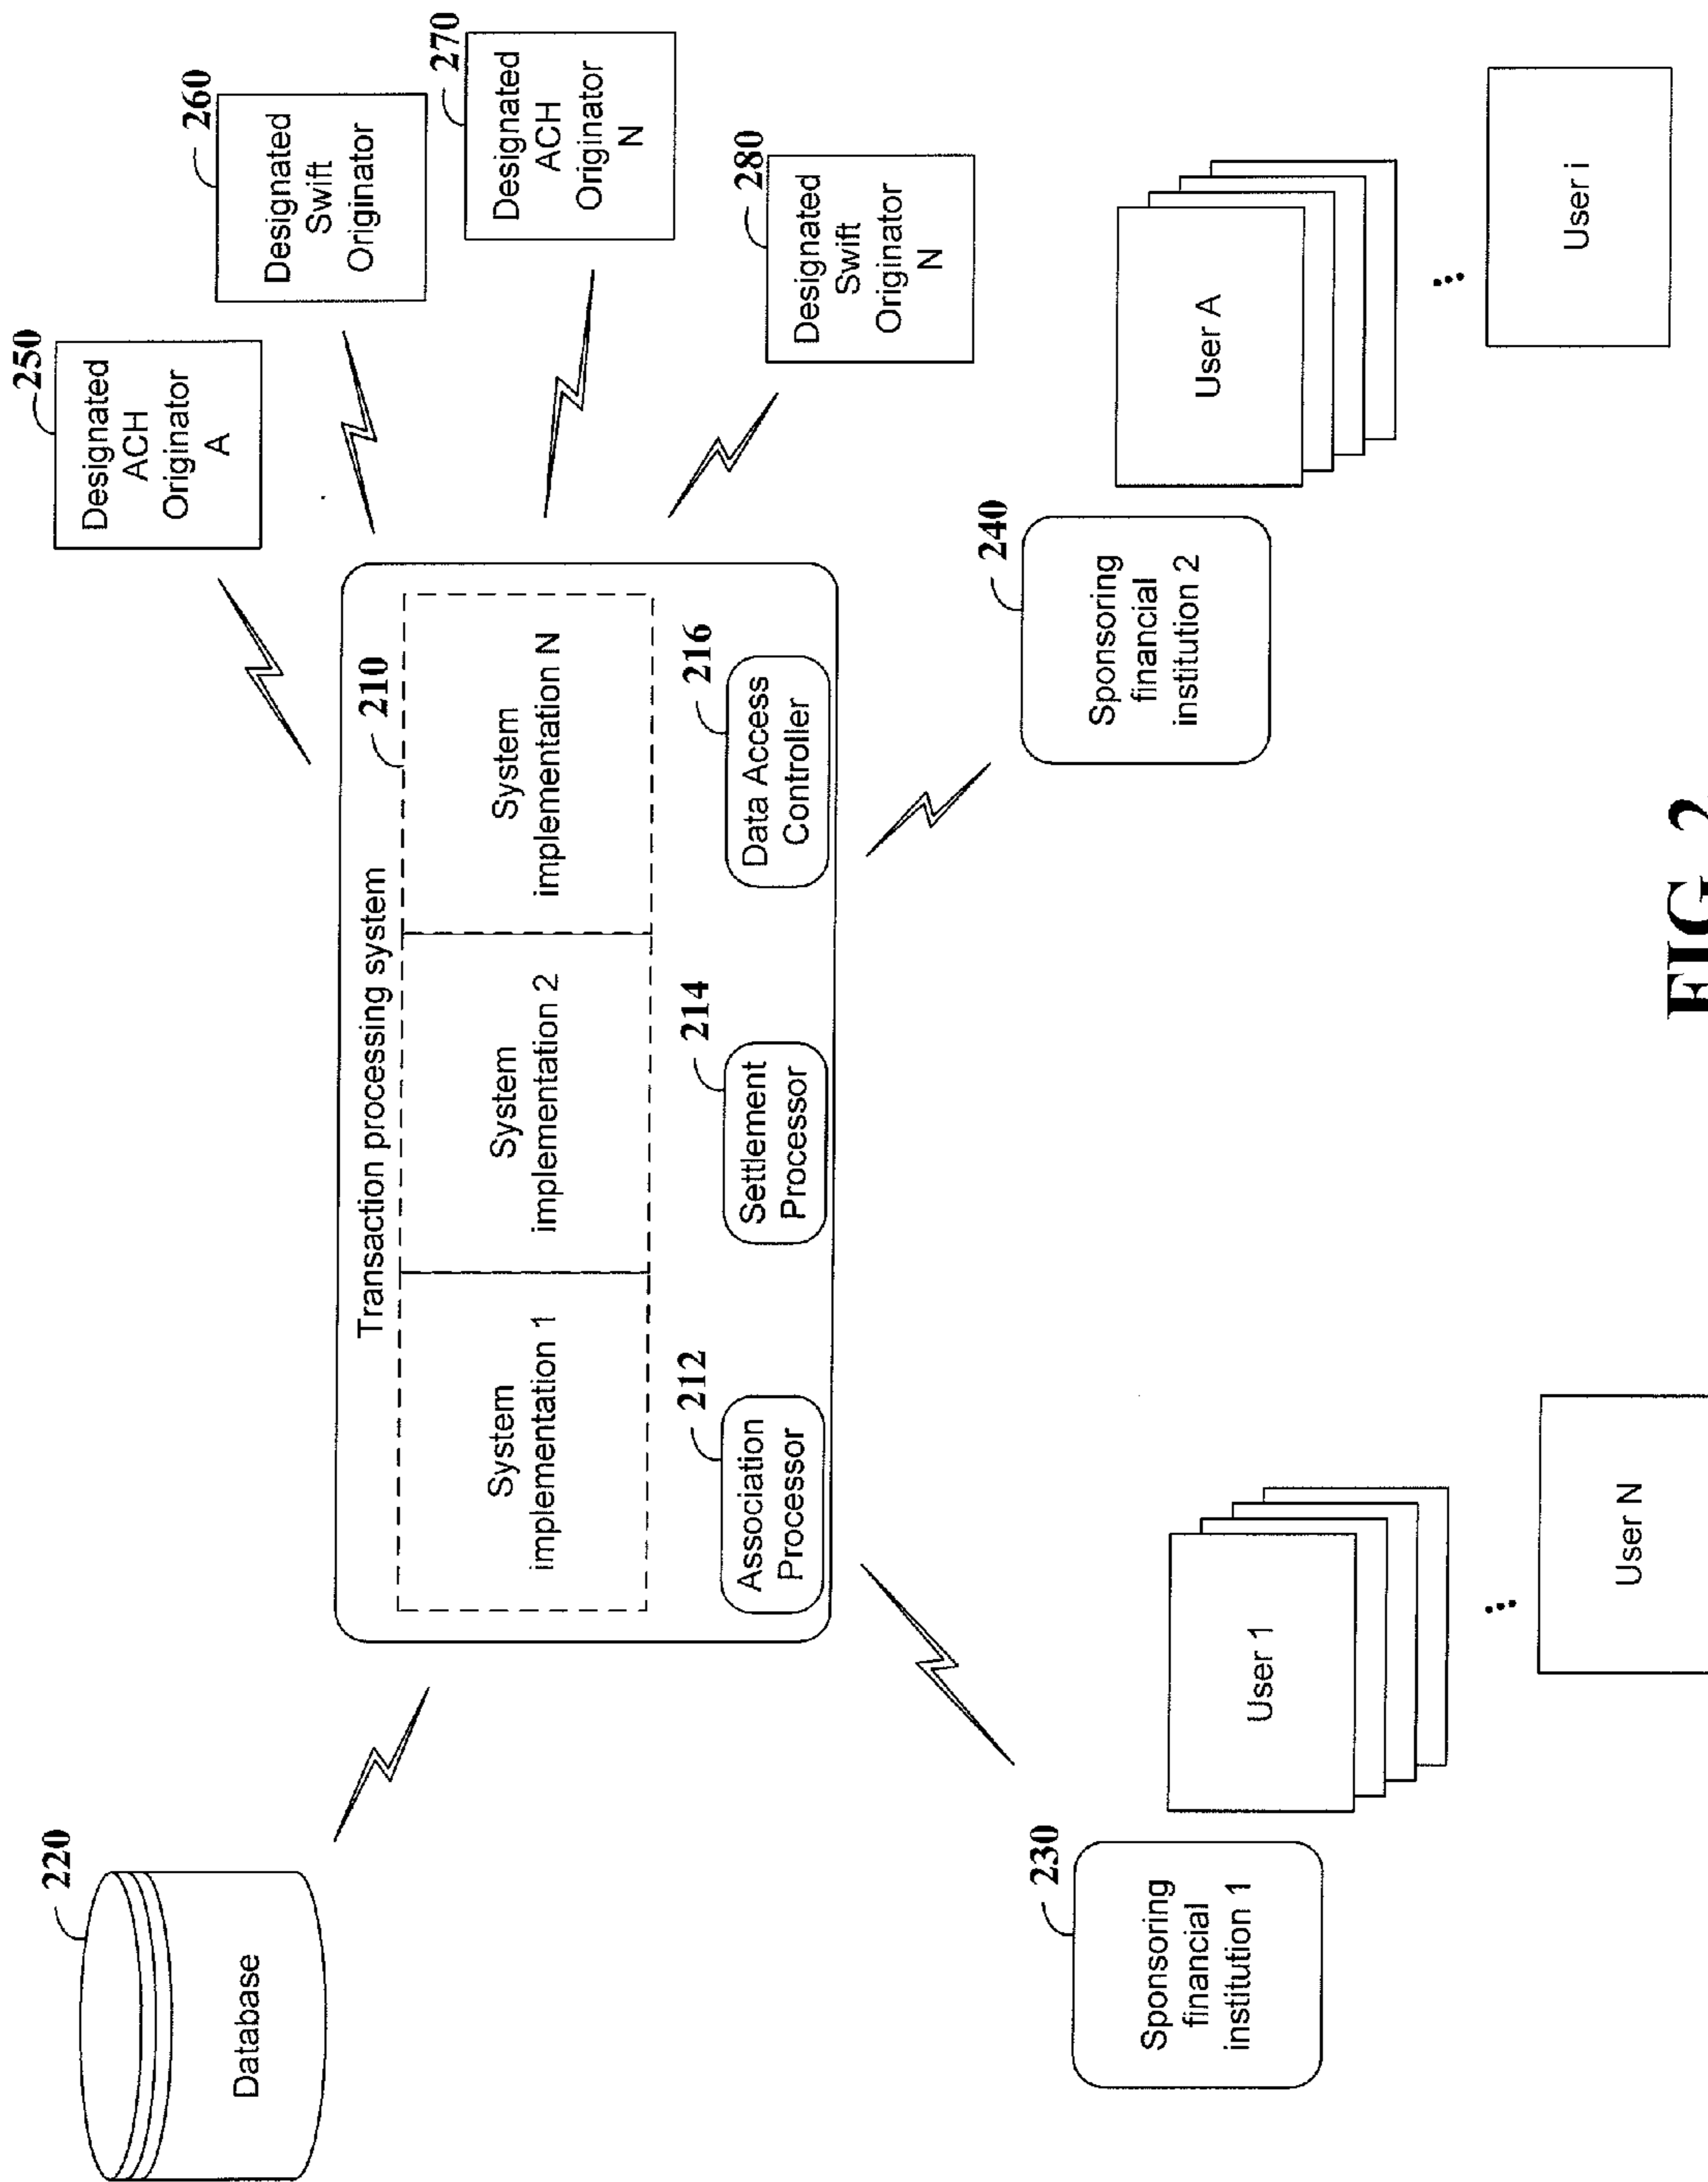 220
Database
Transaction processing system
210
System
implementation 1
System
implementation 2
System
implementation N
212
Association
Processor
214
Settlement
Processor
216
Data Access
Controller
250
Designated
ACH
Originator
A
260
Designated
Swift
Originator
270
Designated
ACH
Originator
N
280
Designated
Swift
Originator
N
230
Sponsoring
financial
institution 1
User 1
User N
240
Sponsoring
financial
institution 2
User A
User i
FIG 2